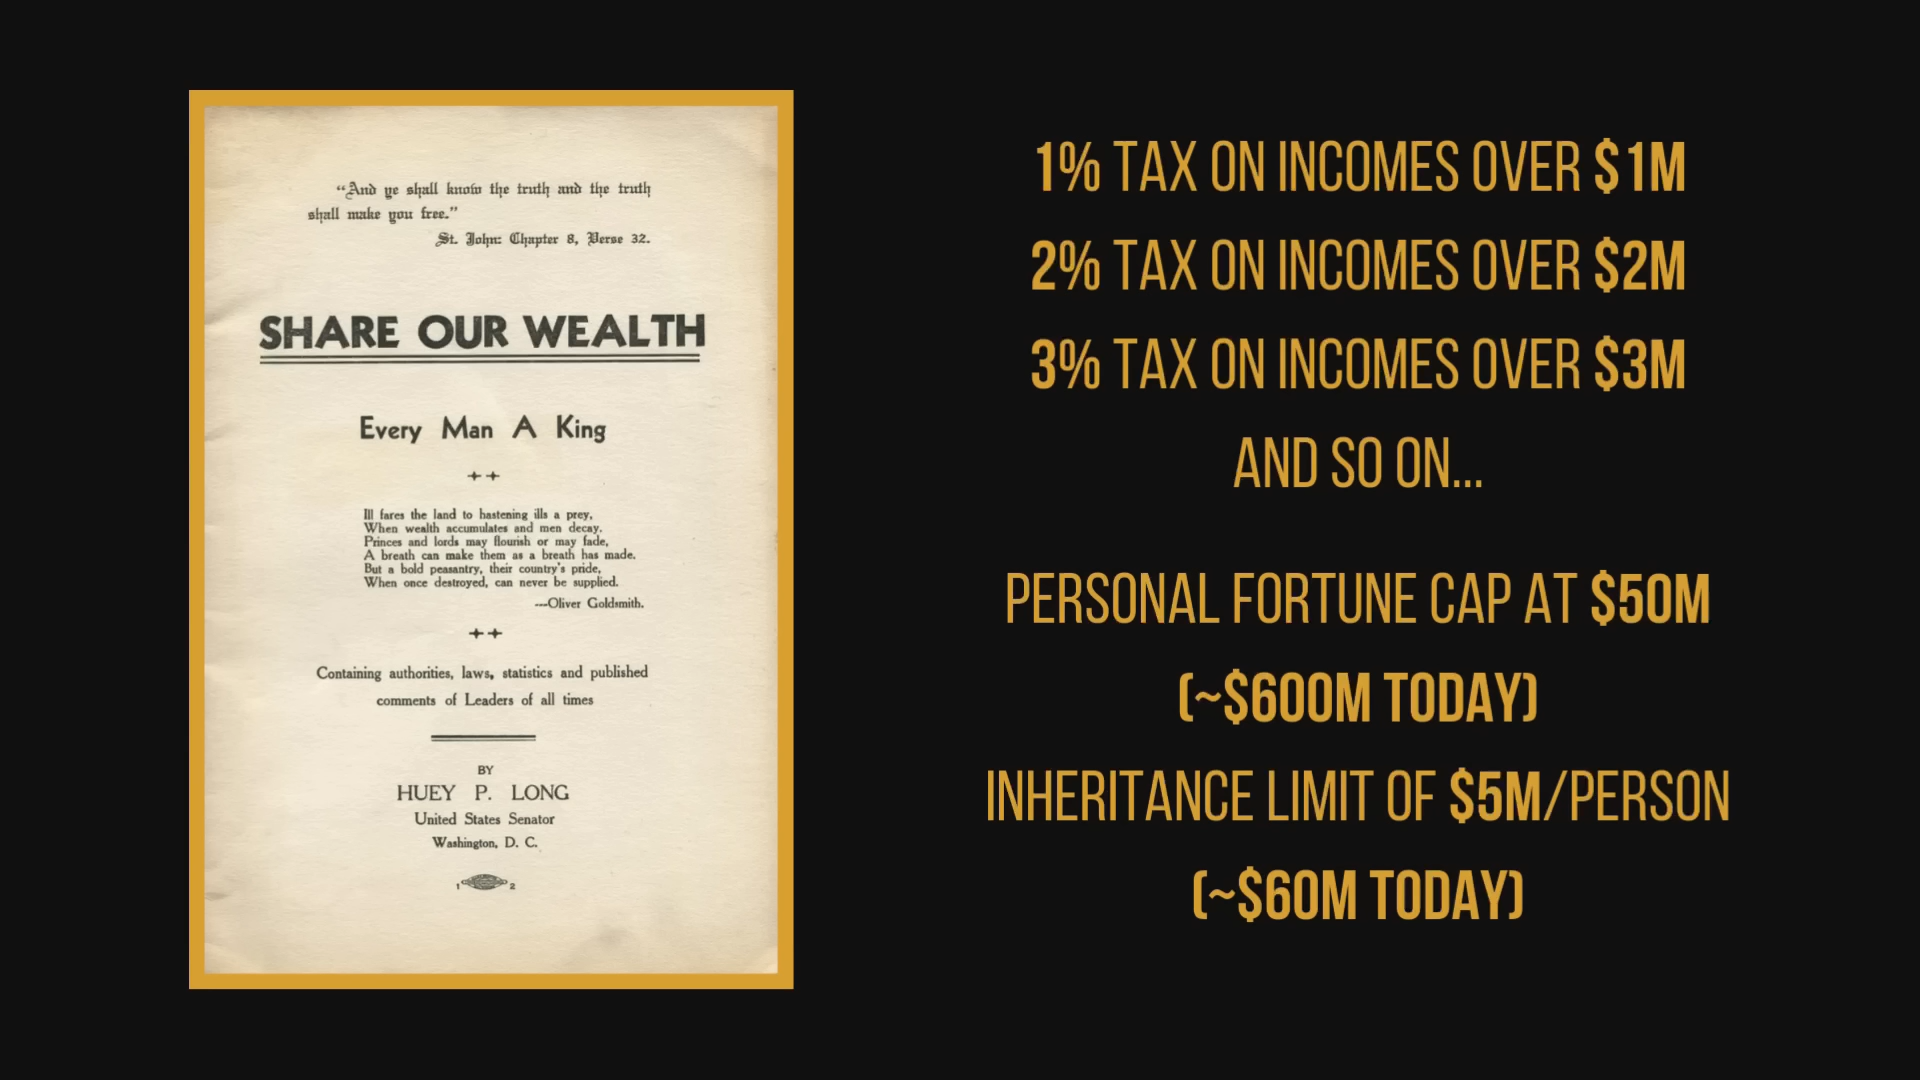 “And ye shall know the truth and the truth
shall make you free.”
St. John: Chapter 8, Verse 32.
SHARE OUR WEALTH
Every Man A King
Ill fares the land to hastening ills a prey,
When wealth accumulates and men decay.
Princes and lords may flourish or may fade,
A breath can make them as a breath has made.
But a bold peasantry, their country's pride,
When once destroyed, can never be supplied.
---Oliver Goldsmith.
Containing authorities, laws, statistics and published
comments of Leaders of all times
BY
HUEY P. LONG
United States Senator
Washington, D. C.
1 2
1% TAX ON INCOMES OVER $1M
2% TAX ON INCOMES OVER $2M
3% TAX ON INCOMES OVER $3M
AND SO ON...
PERSONAL FORTUNE CAP AT $50M
(~$600M TODAY)
INHERITANCE LIMIT OF $5M/PERSON
(~$60M TODAY)